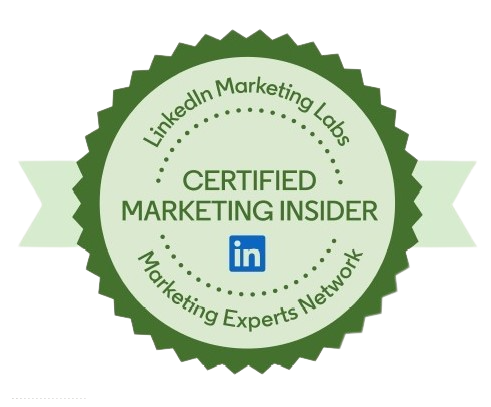 LinkedIn Marketing Labs
CERTIFIED
MARKETING INSIDER
in
Marketing Experts Network